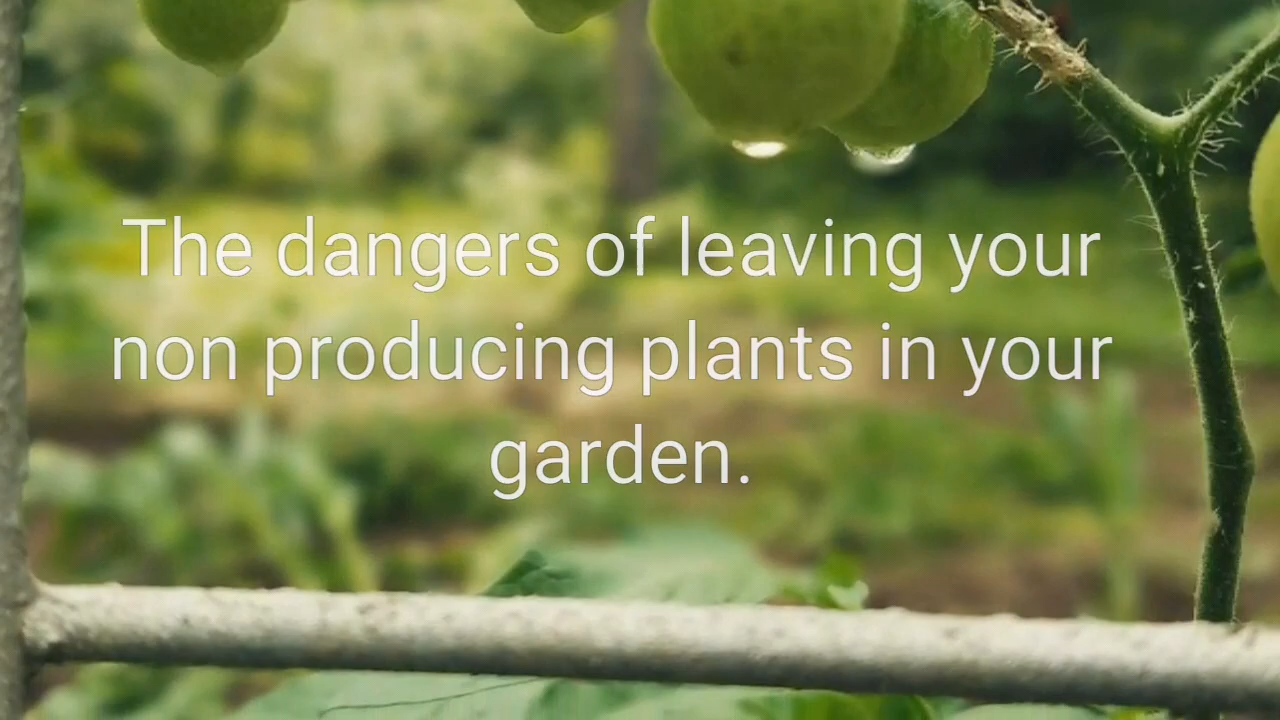 The dangers of leaving your
non producing plants in your
garden.